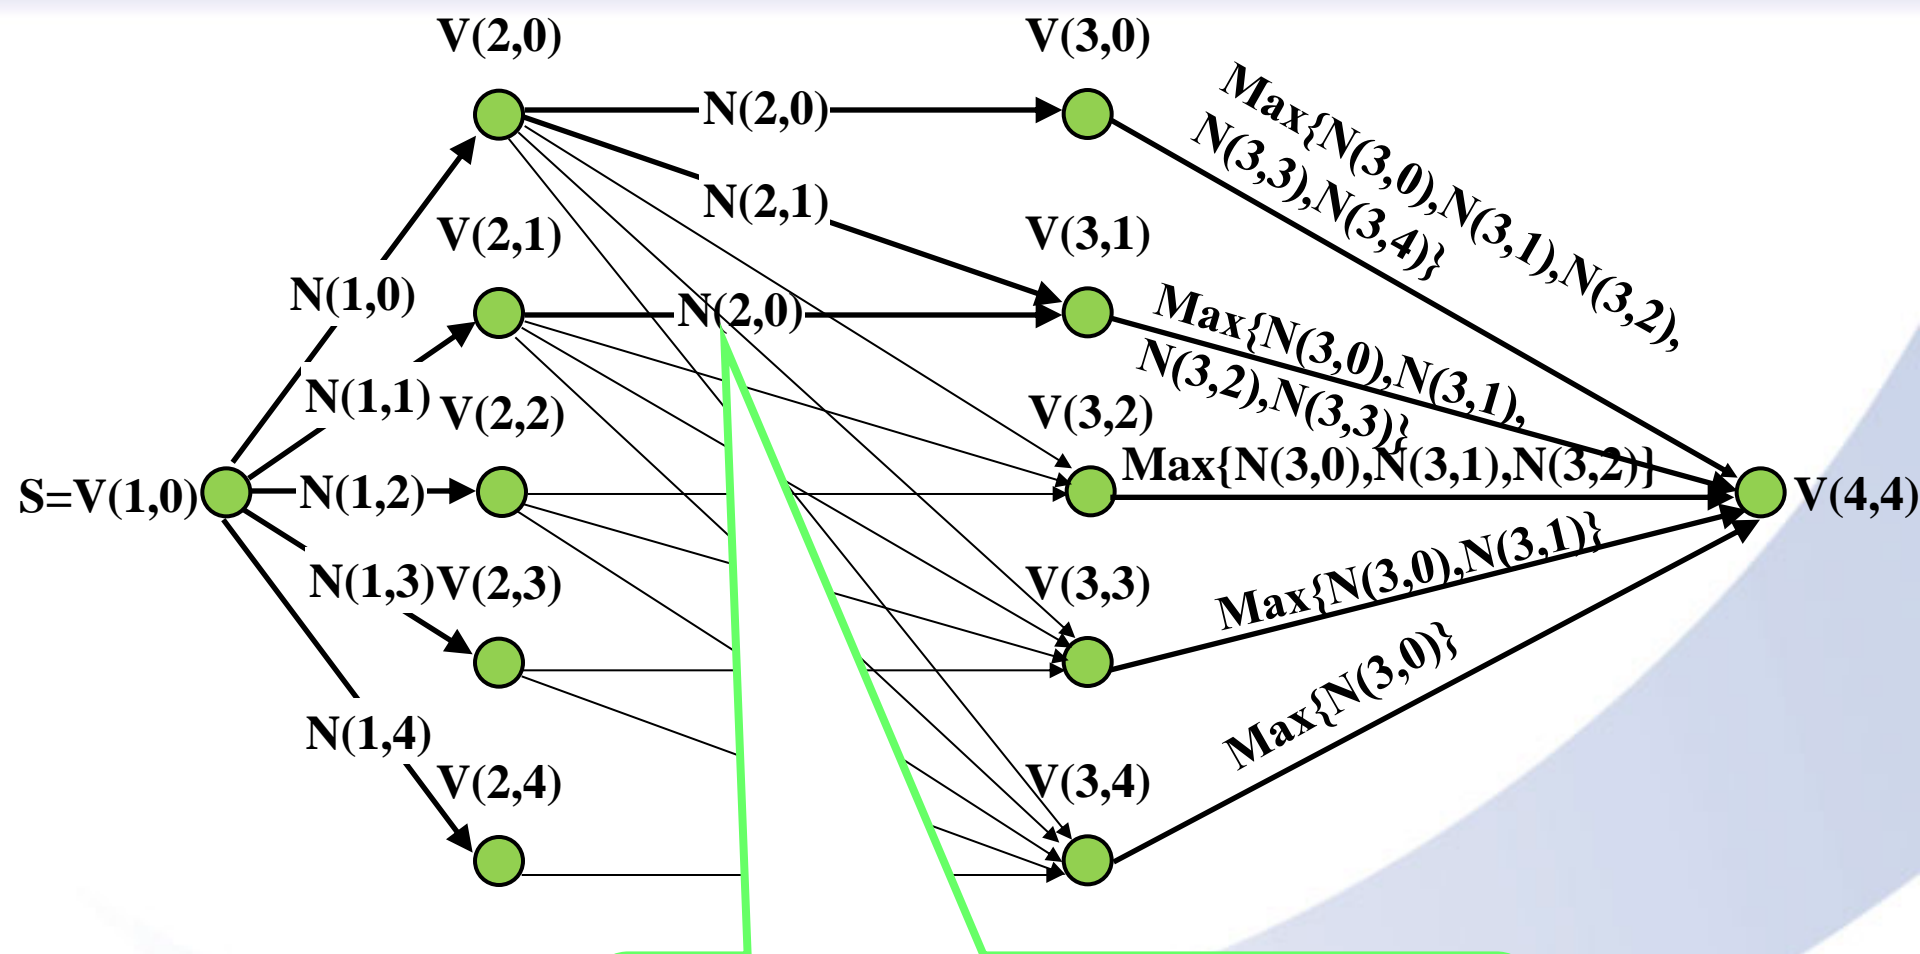 V(2,0)
V(3,0)
N(2,0)
Max{N(3,0),N(3,1),N(3,2),
N(3,3),N(3,4)}
N(2,1)
V(2,1)
V(3,1)
N(1,0)
N(2,0)
Max{N(3,0),N(3,1),
N(3,2),N(3,3)}
N(1,1)
V(2,2)
V(3,2)
Max{N(3,0),N(3,1),N(3,2)}
S=V(1,0)
N(1,2)
V(4,4)
N(1,3)
V(2,3)
V(3,3)
Max{N(3,0),N(3,1)}
Max{N(3,0)}
N(1,4)
V(2,4)
V(3,4)